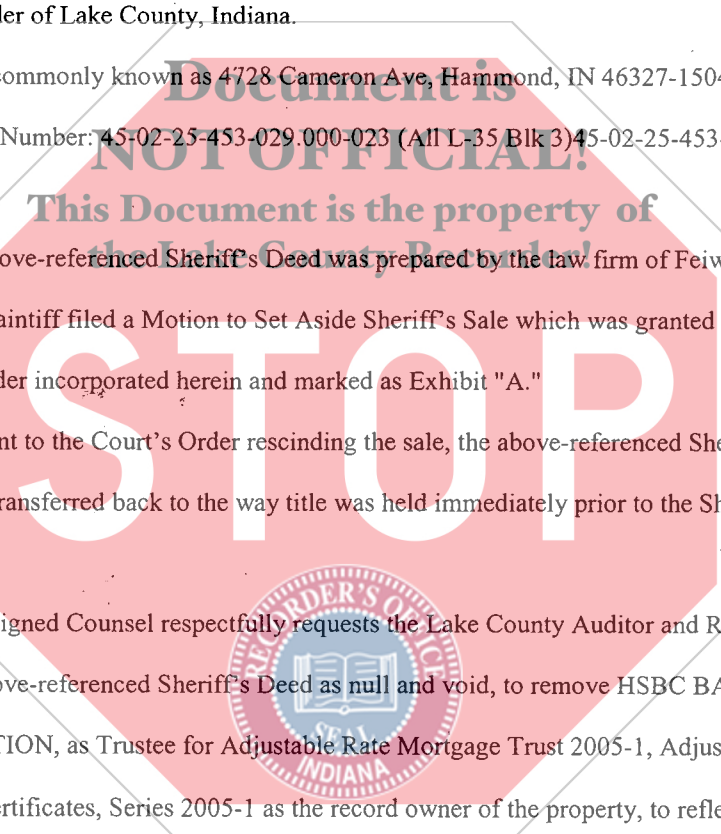 der of Lake County, Indiana.
commonly known as 4728 Cameron Ave, Hammond, IN 46327-1504
Document is
Number: 45-02-25-453-029.000-023 (All L-35 Blk 3)45-02-25-453-
NOT OFFICIAL!
This Document is the property of
the Lake County Recorder!
ove-referenced Sheriff's Deed was prepared by the law firm of Feiw
aintiff filed a Motion to Set Aside Sheriff's Sale which was granted
der incorporated herein and marked as Exhibit "A."
STOP
nt to the Court's Order rescinding the sale, the above-referenced She
ransferred back to the way title was held immediately prior to the Sh
RECORDER'S OFFICE
igned Counsel respectfully requests the Lake County Auditor and R
ove-referenced Sheriff's Deed as null and void, to remove HSBC BA
SEAL
TION, as Trustee for Adjustable Rate Mortgage Trust 2005-1, Adjus
INDIANA
ertificates, Series 2005-1 as the record owner of the property, to refle